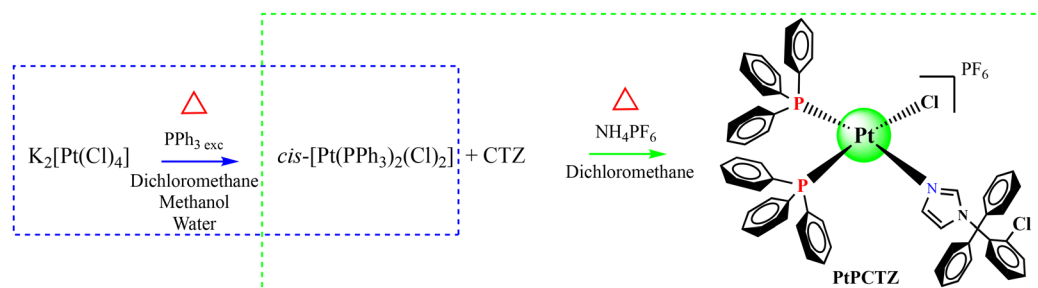 K2[Pt(Cl)4]
PPh3 exc
Dichloromethane
Methanol
Water
cis-[Pt(PPh3)2(Cl)2] + CTZ
NH4PF6
Dichloromethane
PF6
P
Cl
Pt
P
N
N
Cl
PtPCTZ